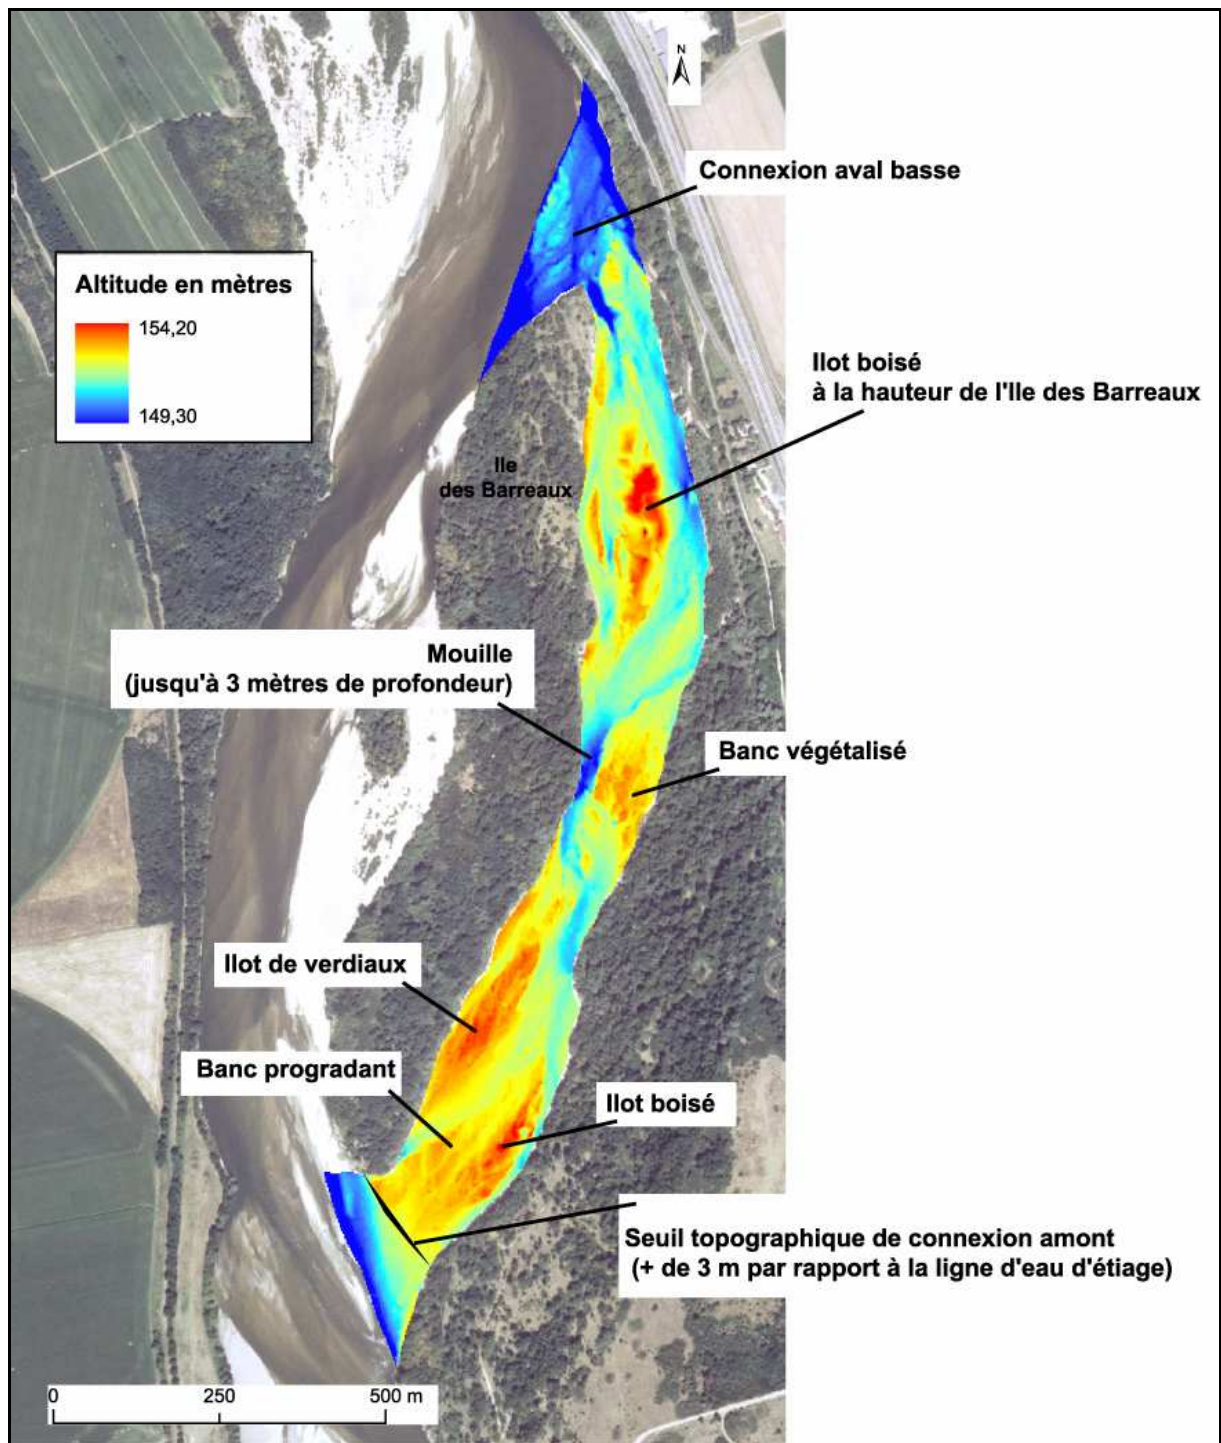 N
Connexion aval basse
Altitude en mètres
154,20
149,30
Ilot boisé
à la hauteur de l'Ile des Barreaux
Ile
des Barreaux
Mouille
(jusqu'à 3 mètres de profondeur)
Banc végétalisé
Ilot de verdiaux
Banc progradant
Ilot boisé
Seuil topographique de connexion amont
(+ de 3 m par rapport à la ligne d'eau d'étiage)
0 250 500 m